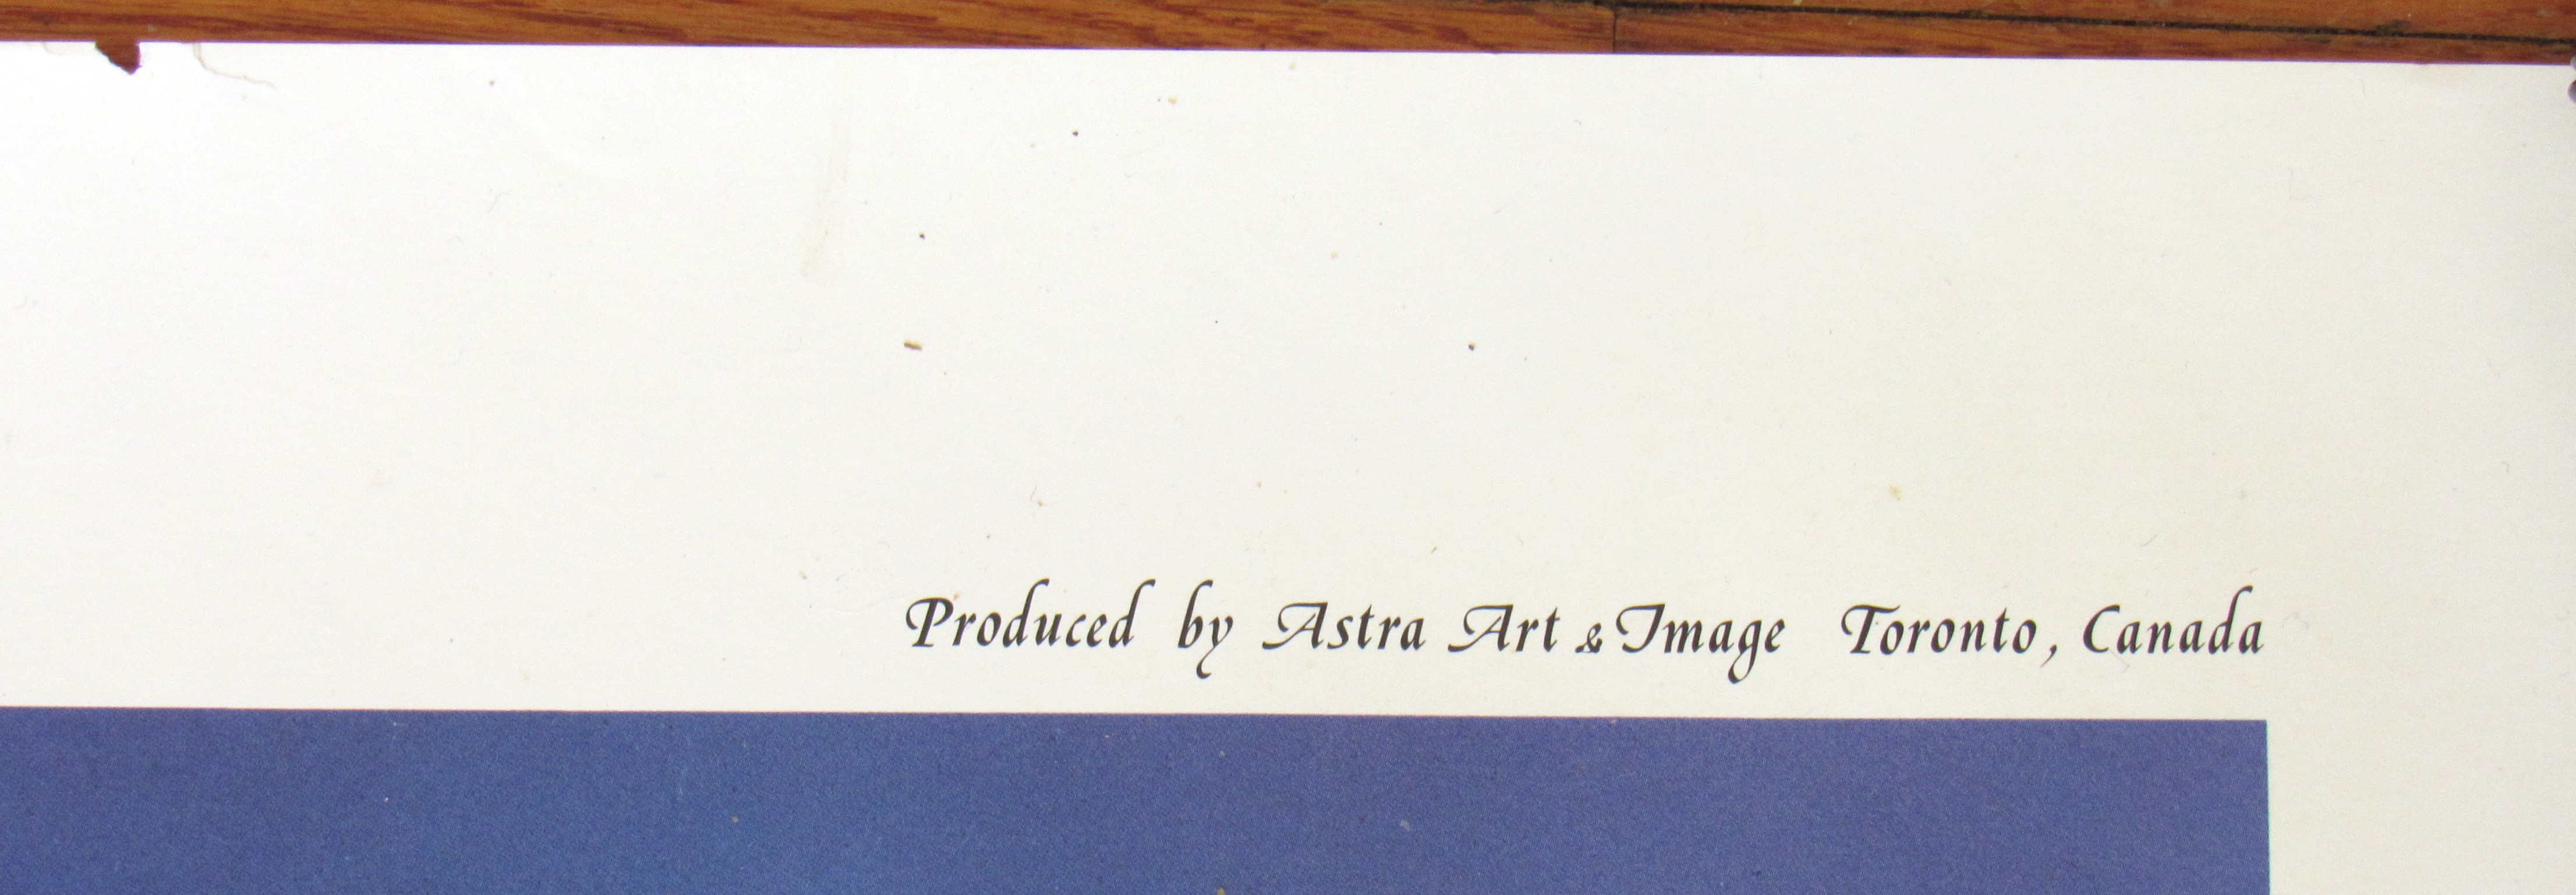 Produced by Astra Art & Image Toronto, Canada